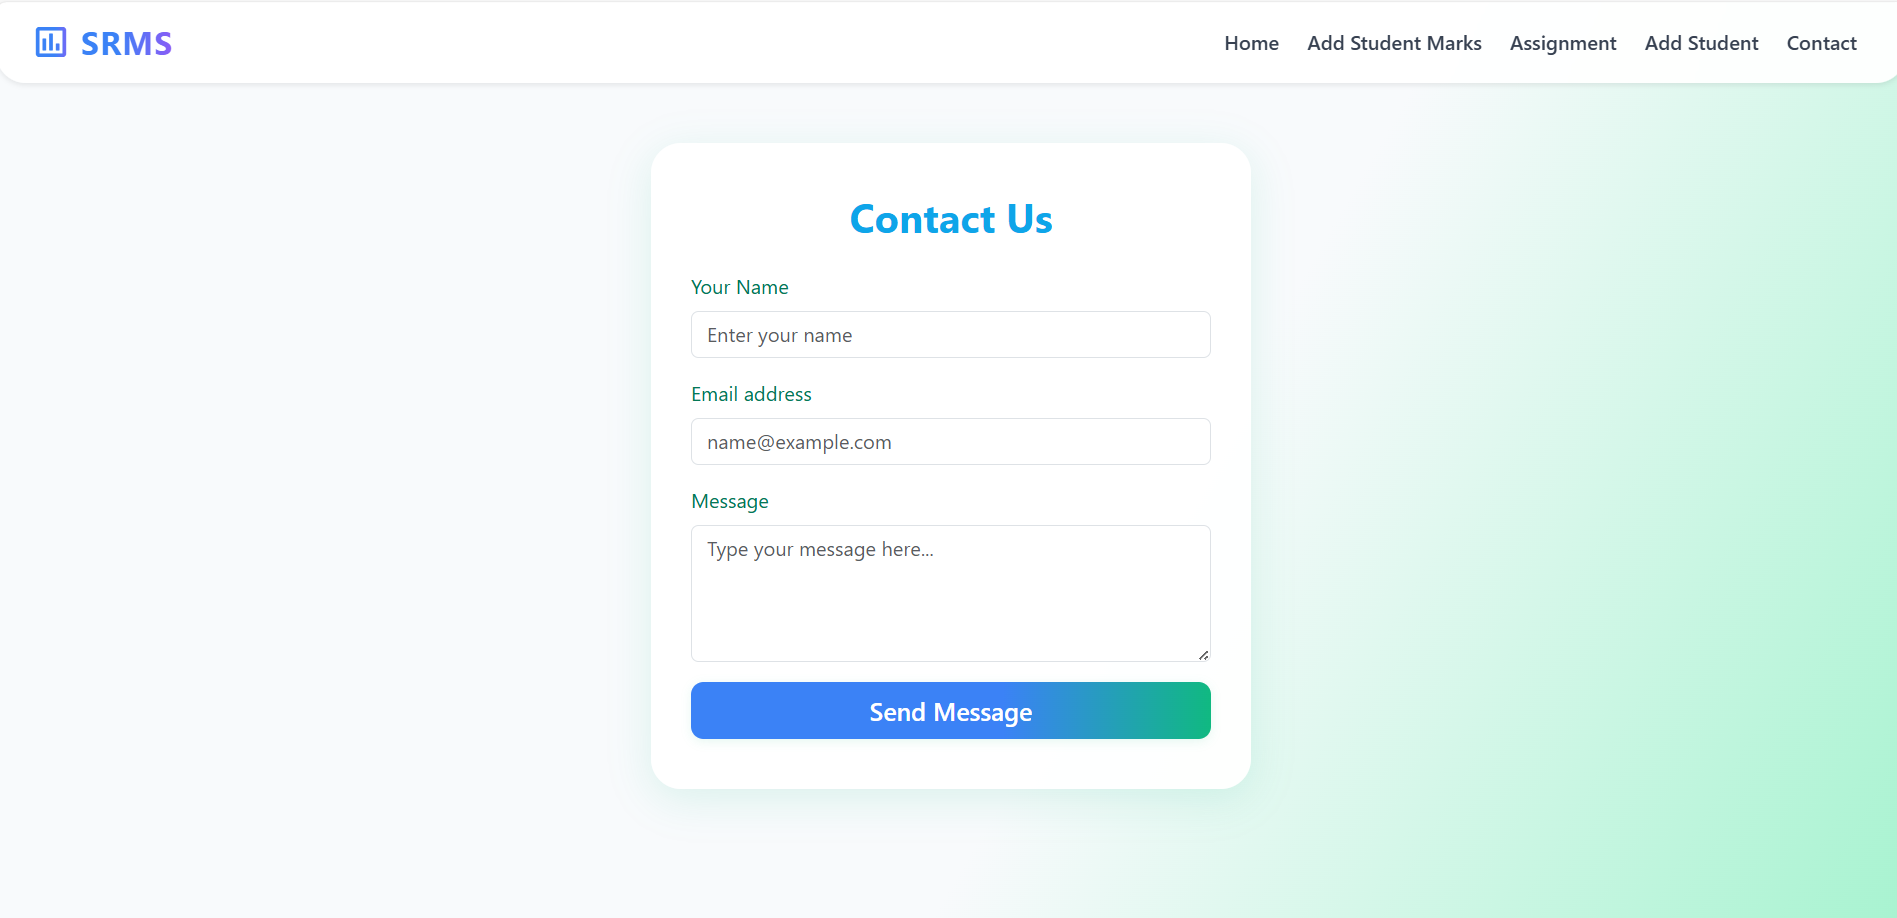 SRMS
Home Add Student Marks Assignment Add Student Contact
Contact Us
Your Name
Enter your name
Email address
name@example.com
Message
Type your message here...
Send Message